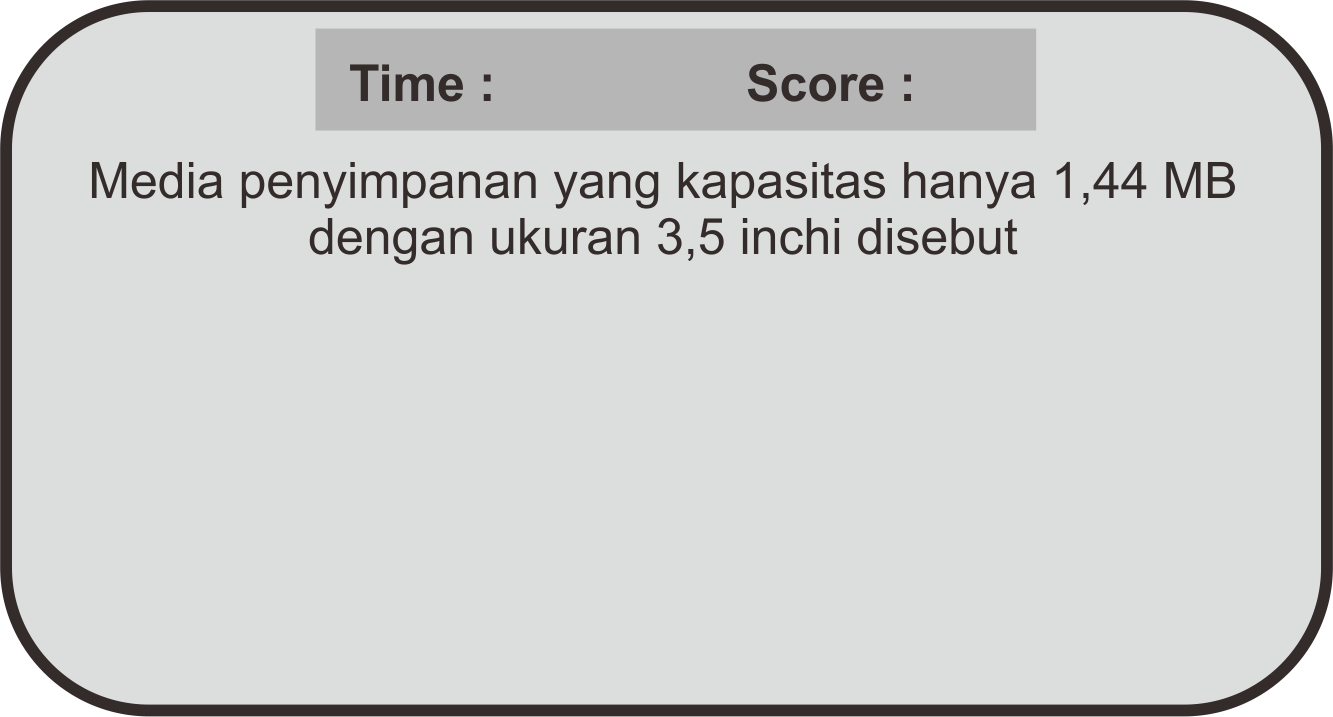 Time : Score :
Media penyimpanan yang kapasitas hanya 1,44 MB
dengan ukuran 3,5 inchi disebut